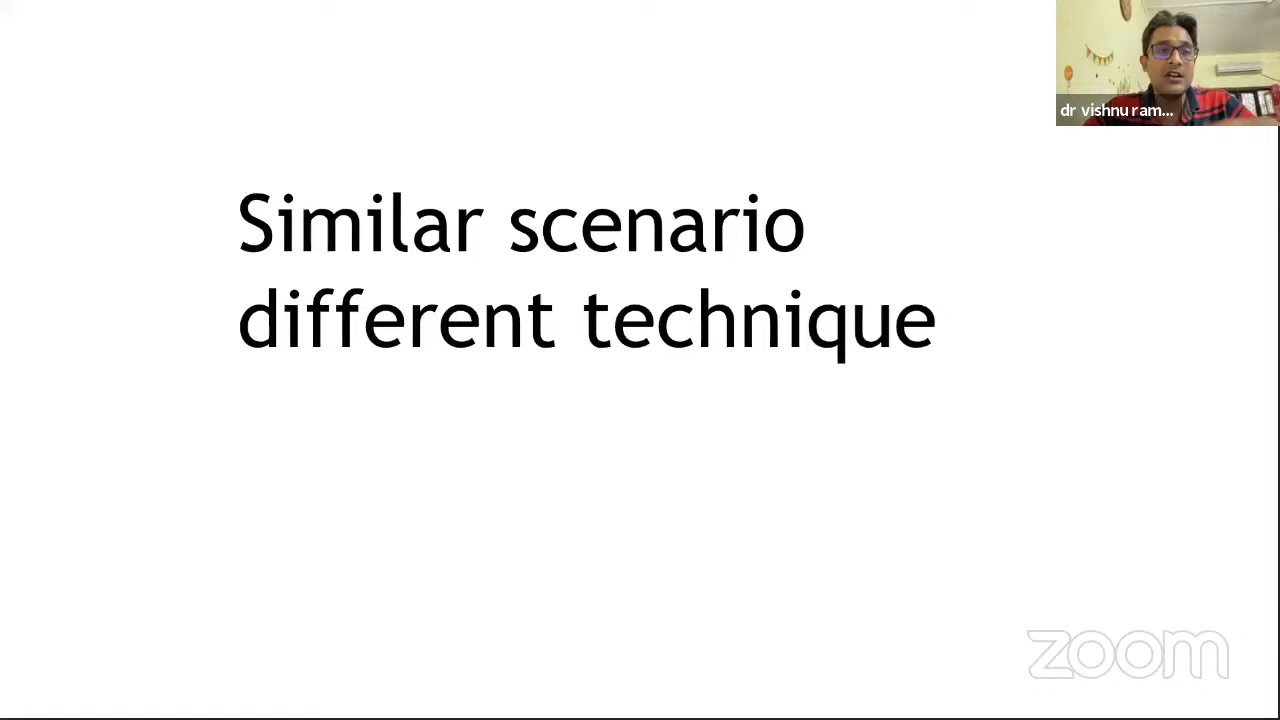 dr vishnu ram...
Similar scenario
different technique
zoom